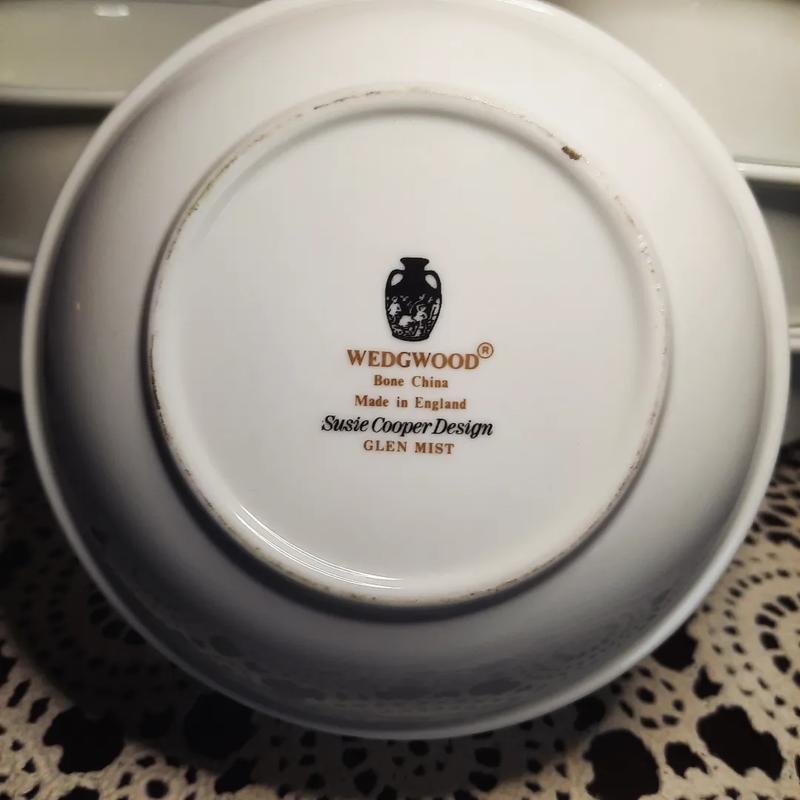 WEDGWOOD®
Bone China
Made in England
Susie Cooper Design
GLEN MIST